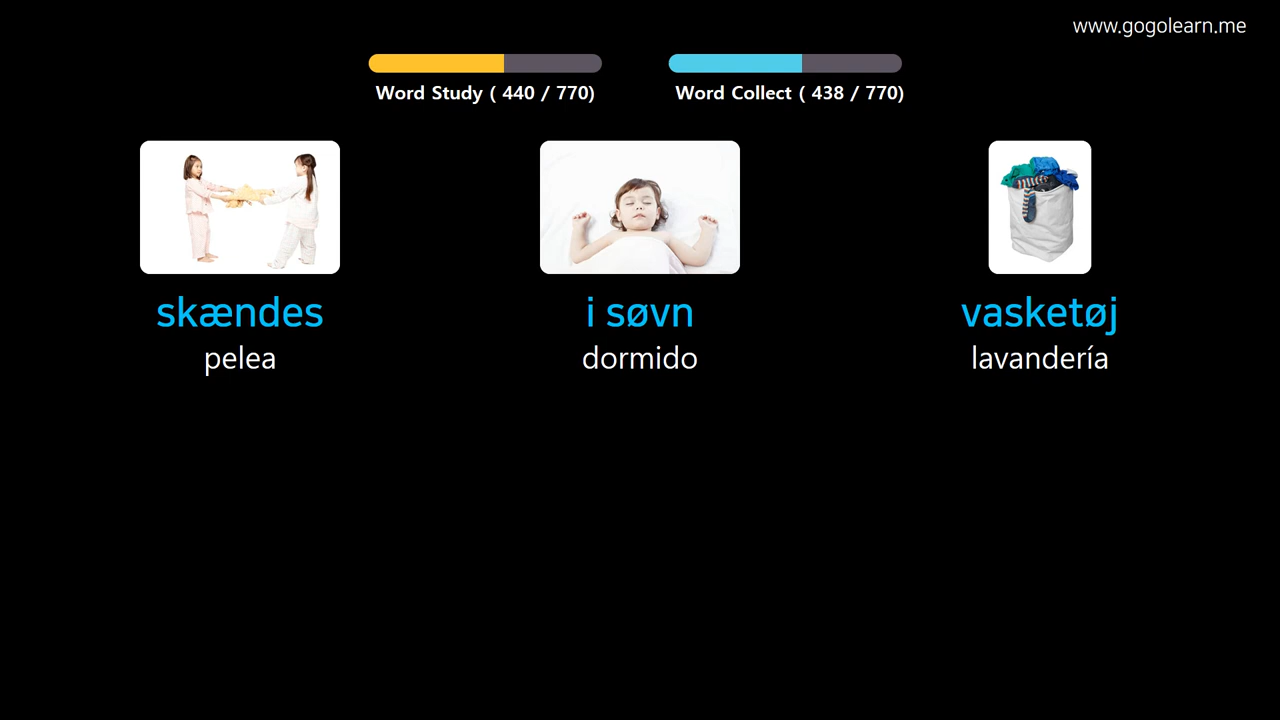 www.gogolearn.me
Word Study ( 440 / 770)
Word Collect ( 438 / 770)
skændes
i søvn
vasketøj
pelea
dormido
lavandería